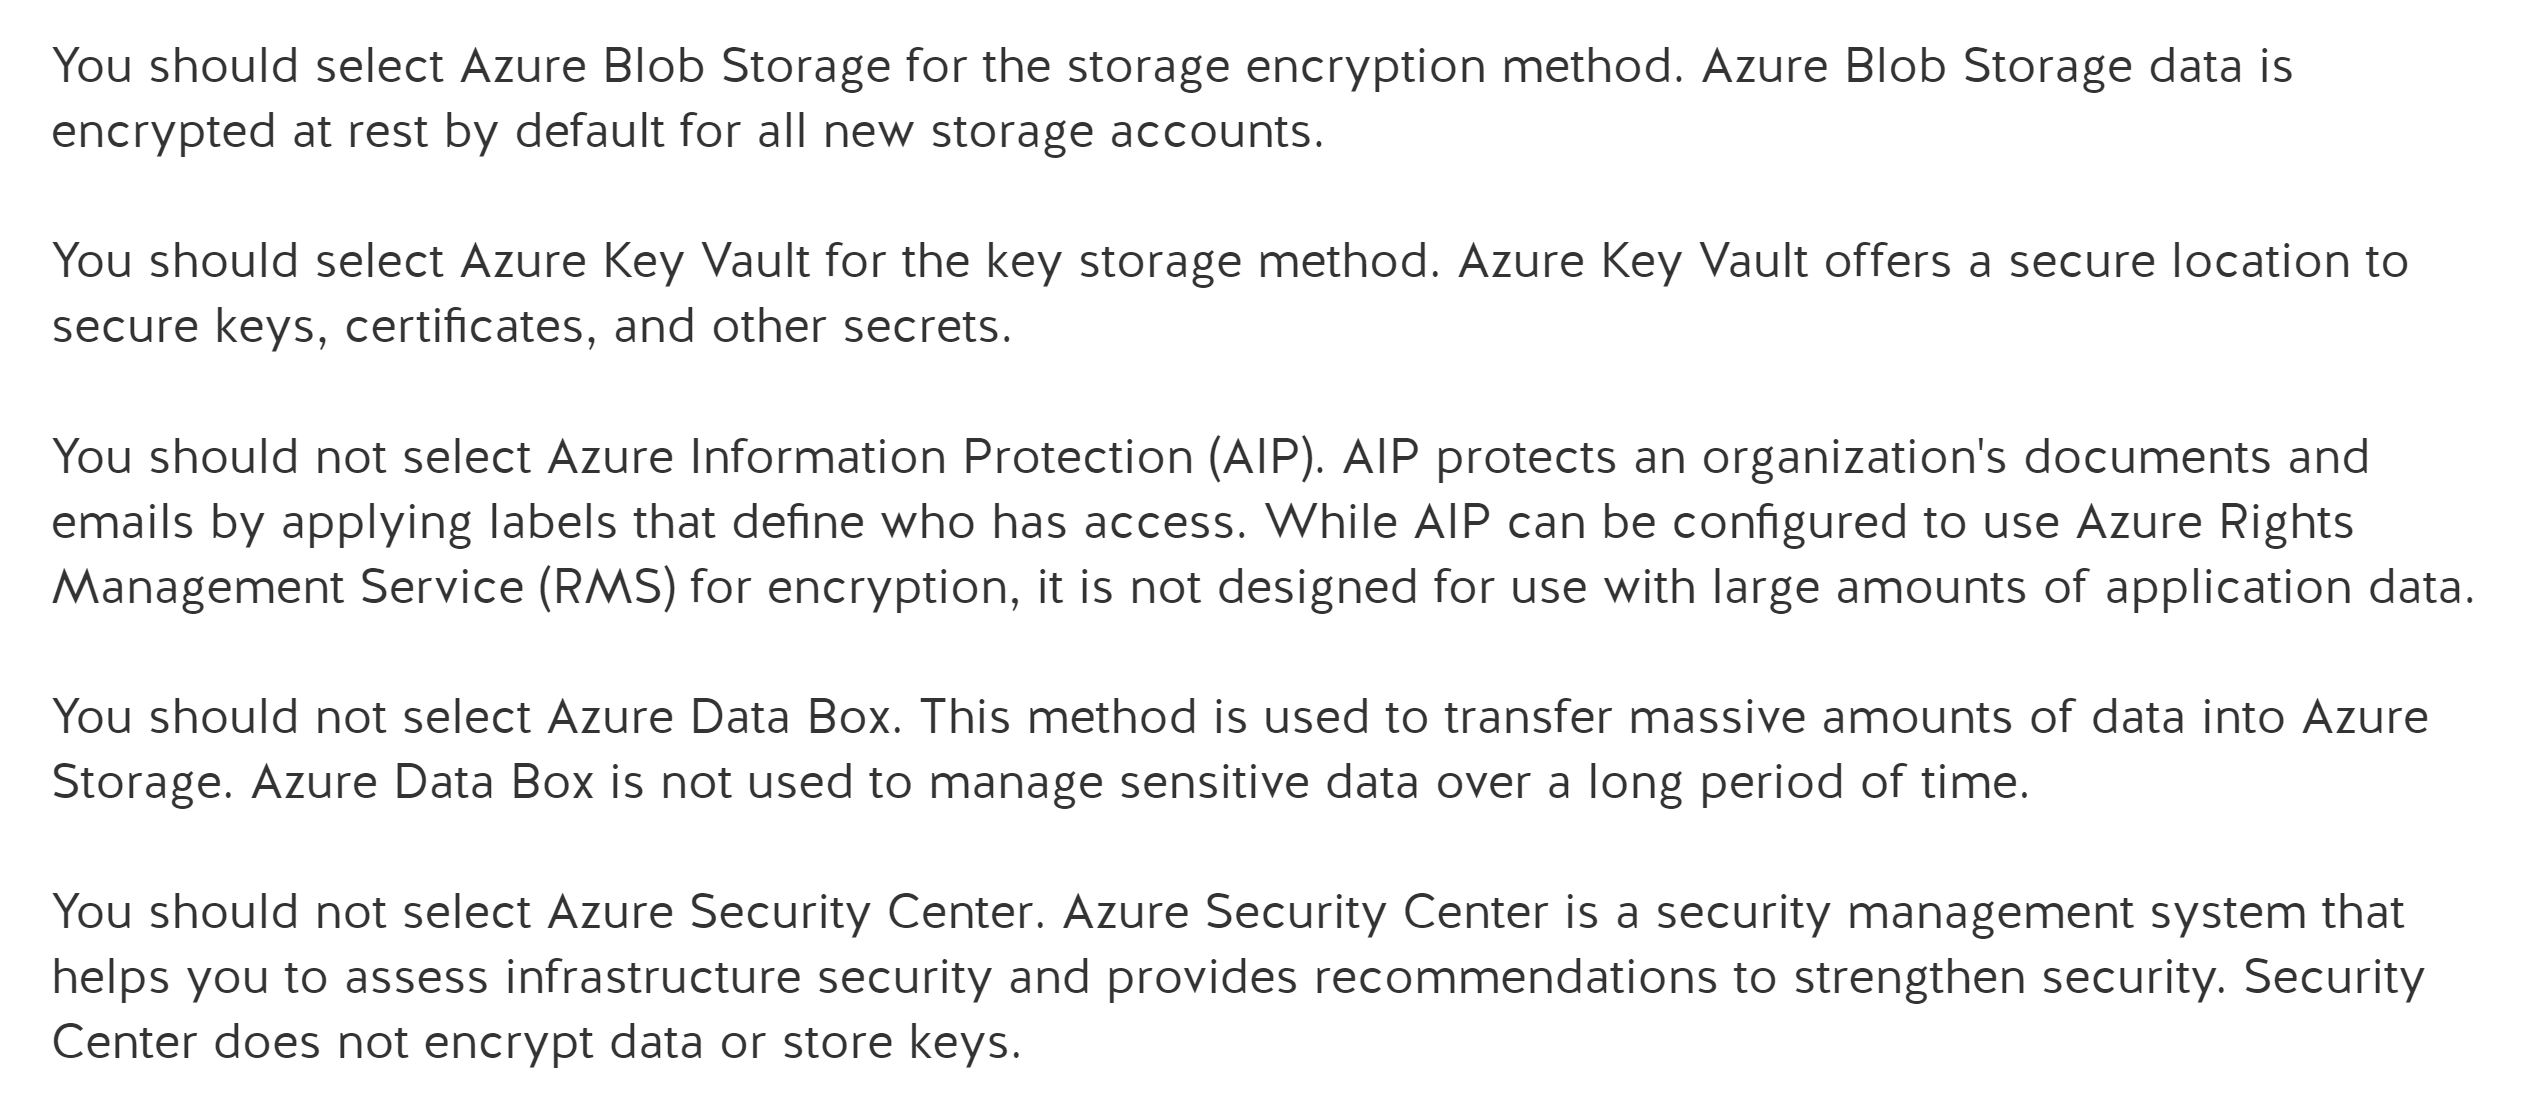 You should select Azure Blob Storage for the storage encryption method. Azure Blob Storage data is
encrypted at rest by default for all new storage accounts.
You should select Azure Key Vault for the key storage method. Azure Key Vault offers a secure location to
secure keys, certificates, and other secrets.
You should not select Azure Information Protection (AIP). AIP protects an organization's documents and
emails by applying labels that define who has access. While AIP can be configured to use Azure Rights
Management Service (RMS) for encryption, it is not designed for use with large amounts of application data.
You should not select Azure Data Box. This method is used to transfer massive amounts of data into Azure
Storage. Azure Data Box is not used to manage sensitive data over a long period of time.
You should not select Azure Security Center. Azure Security Center is a security management system that
helps you to assess infrastructure security and provides recommendations to strengthen security. Security
Center does not encrypt data or store keys.